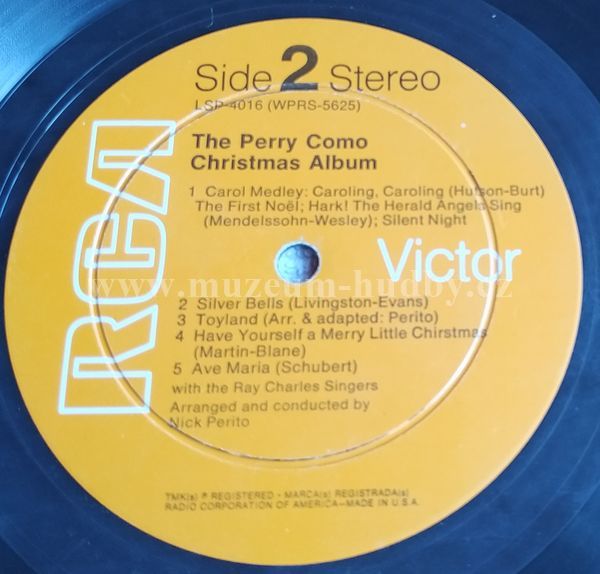 Side 2 Stereo
LSP-4016 (WPRS-5625)
The Perry Como
Christmas Album
1 Carol Medley: Caroling, Caroling (Hutson-Burt)
The First Noël; Hark! The Herald Angels Sing
(Mendelssohn-Wesley); Silent Night
RCA
Victor
www.muzeum-hudby.cz
2 Silver Bells (Livingston-Evans)
3 Toyland (Arr. & adapted: Perito)
4 Have Yourself a Merry Little Chirstmas
(Martin-Blane)
5 Ave Maria (Schubert)
with the Ray Charles Singers
Arranged and conducted by
Nick Perito
TMK(s) ® REGISTERED - MARCA(s) REGISTRADA(s)
RADIO CORPORATION OF AMERICA—MADE IN U.S.A.